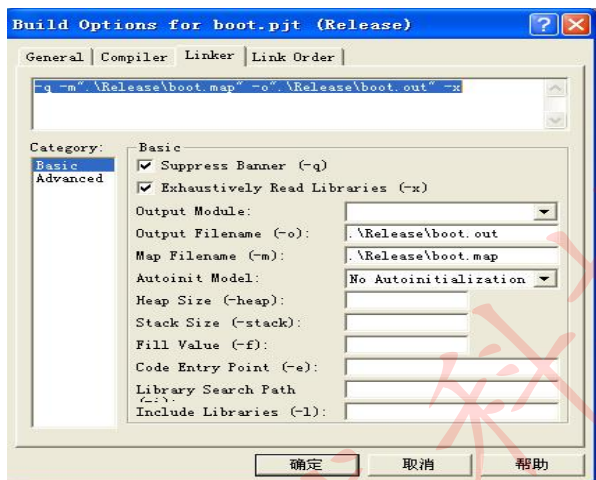 Build Options for boot.pjt (Release)
General Compiler Linker Link Order
-q -m".\Release\boot.map" -o".\Release\boot.out" -x
Category:
Basic
Advanced
Basic
Suppress Banner (-q)
Exhaustively Read Libraries (-x)
Output Module:
Output Filename (-o): .\Release\boot.out
Map Filename (-m): .\Release\boot.map
Autoinit Model: No Autoinitialization
Heap Size (-heap):
Stack Size (-stack):
Fill Value (-f):
Code Entry Point (-e):
Library Search Path
Include Libraries (-l):
确定 取消 帮助